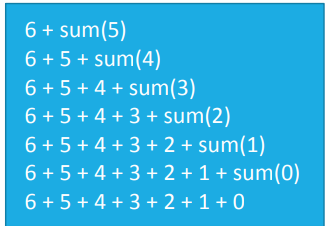 6 + sum(5)
6 + 5 + sum(4)
6 + 5 + 4 + sum(3)
6 + 5 + 4 + 3 + sum(2)
6 + 5 + 4 + 3 + 2 + sum(1)
6 + 5 + 4 + 3 + 2 + 1 + sum(0)
6 + 5 + 4 + 3 + 2 + 1 + 0